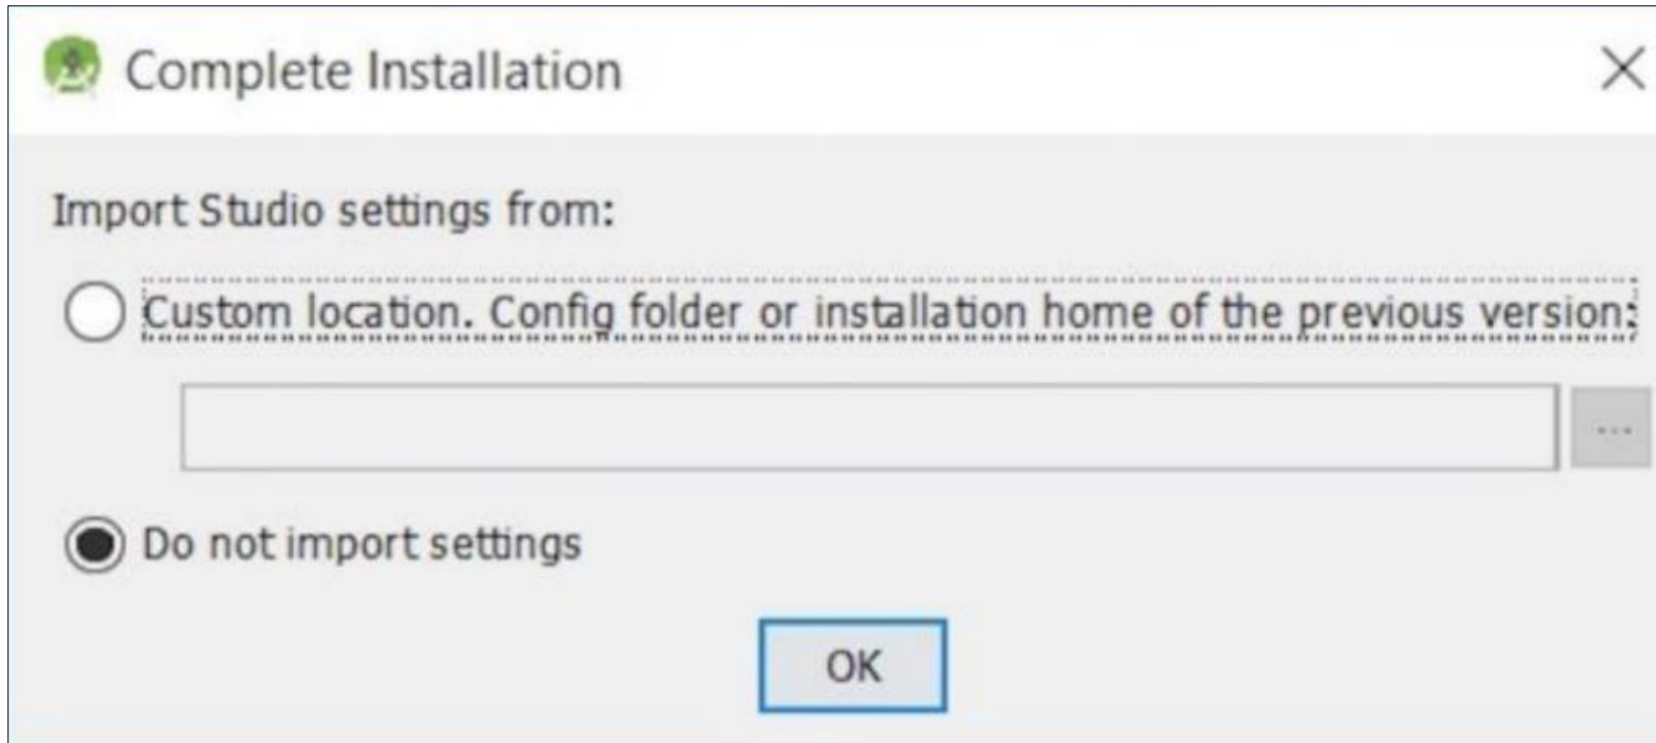 Complete Installation
Import Studio settings from:
Custom location. Config folder or installation home of the previous version:
...
Do not import settings
OK